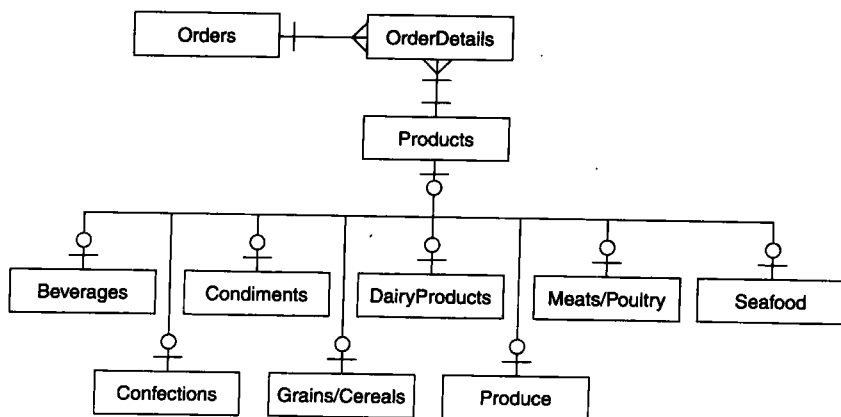 Orders
OrderDetails
Products
Beverages
Condiments
DairyProducts
Meats/Poultry
Seafood
Confections
Grains/Cereals
Produce